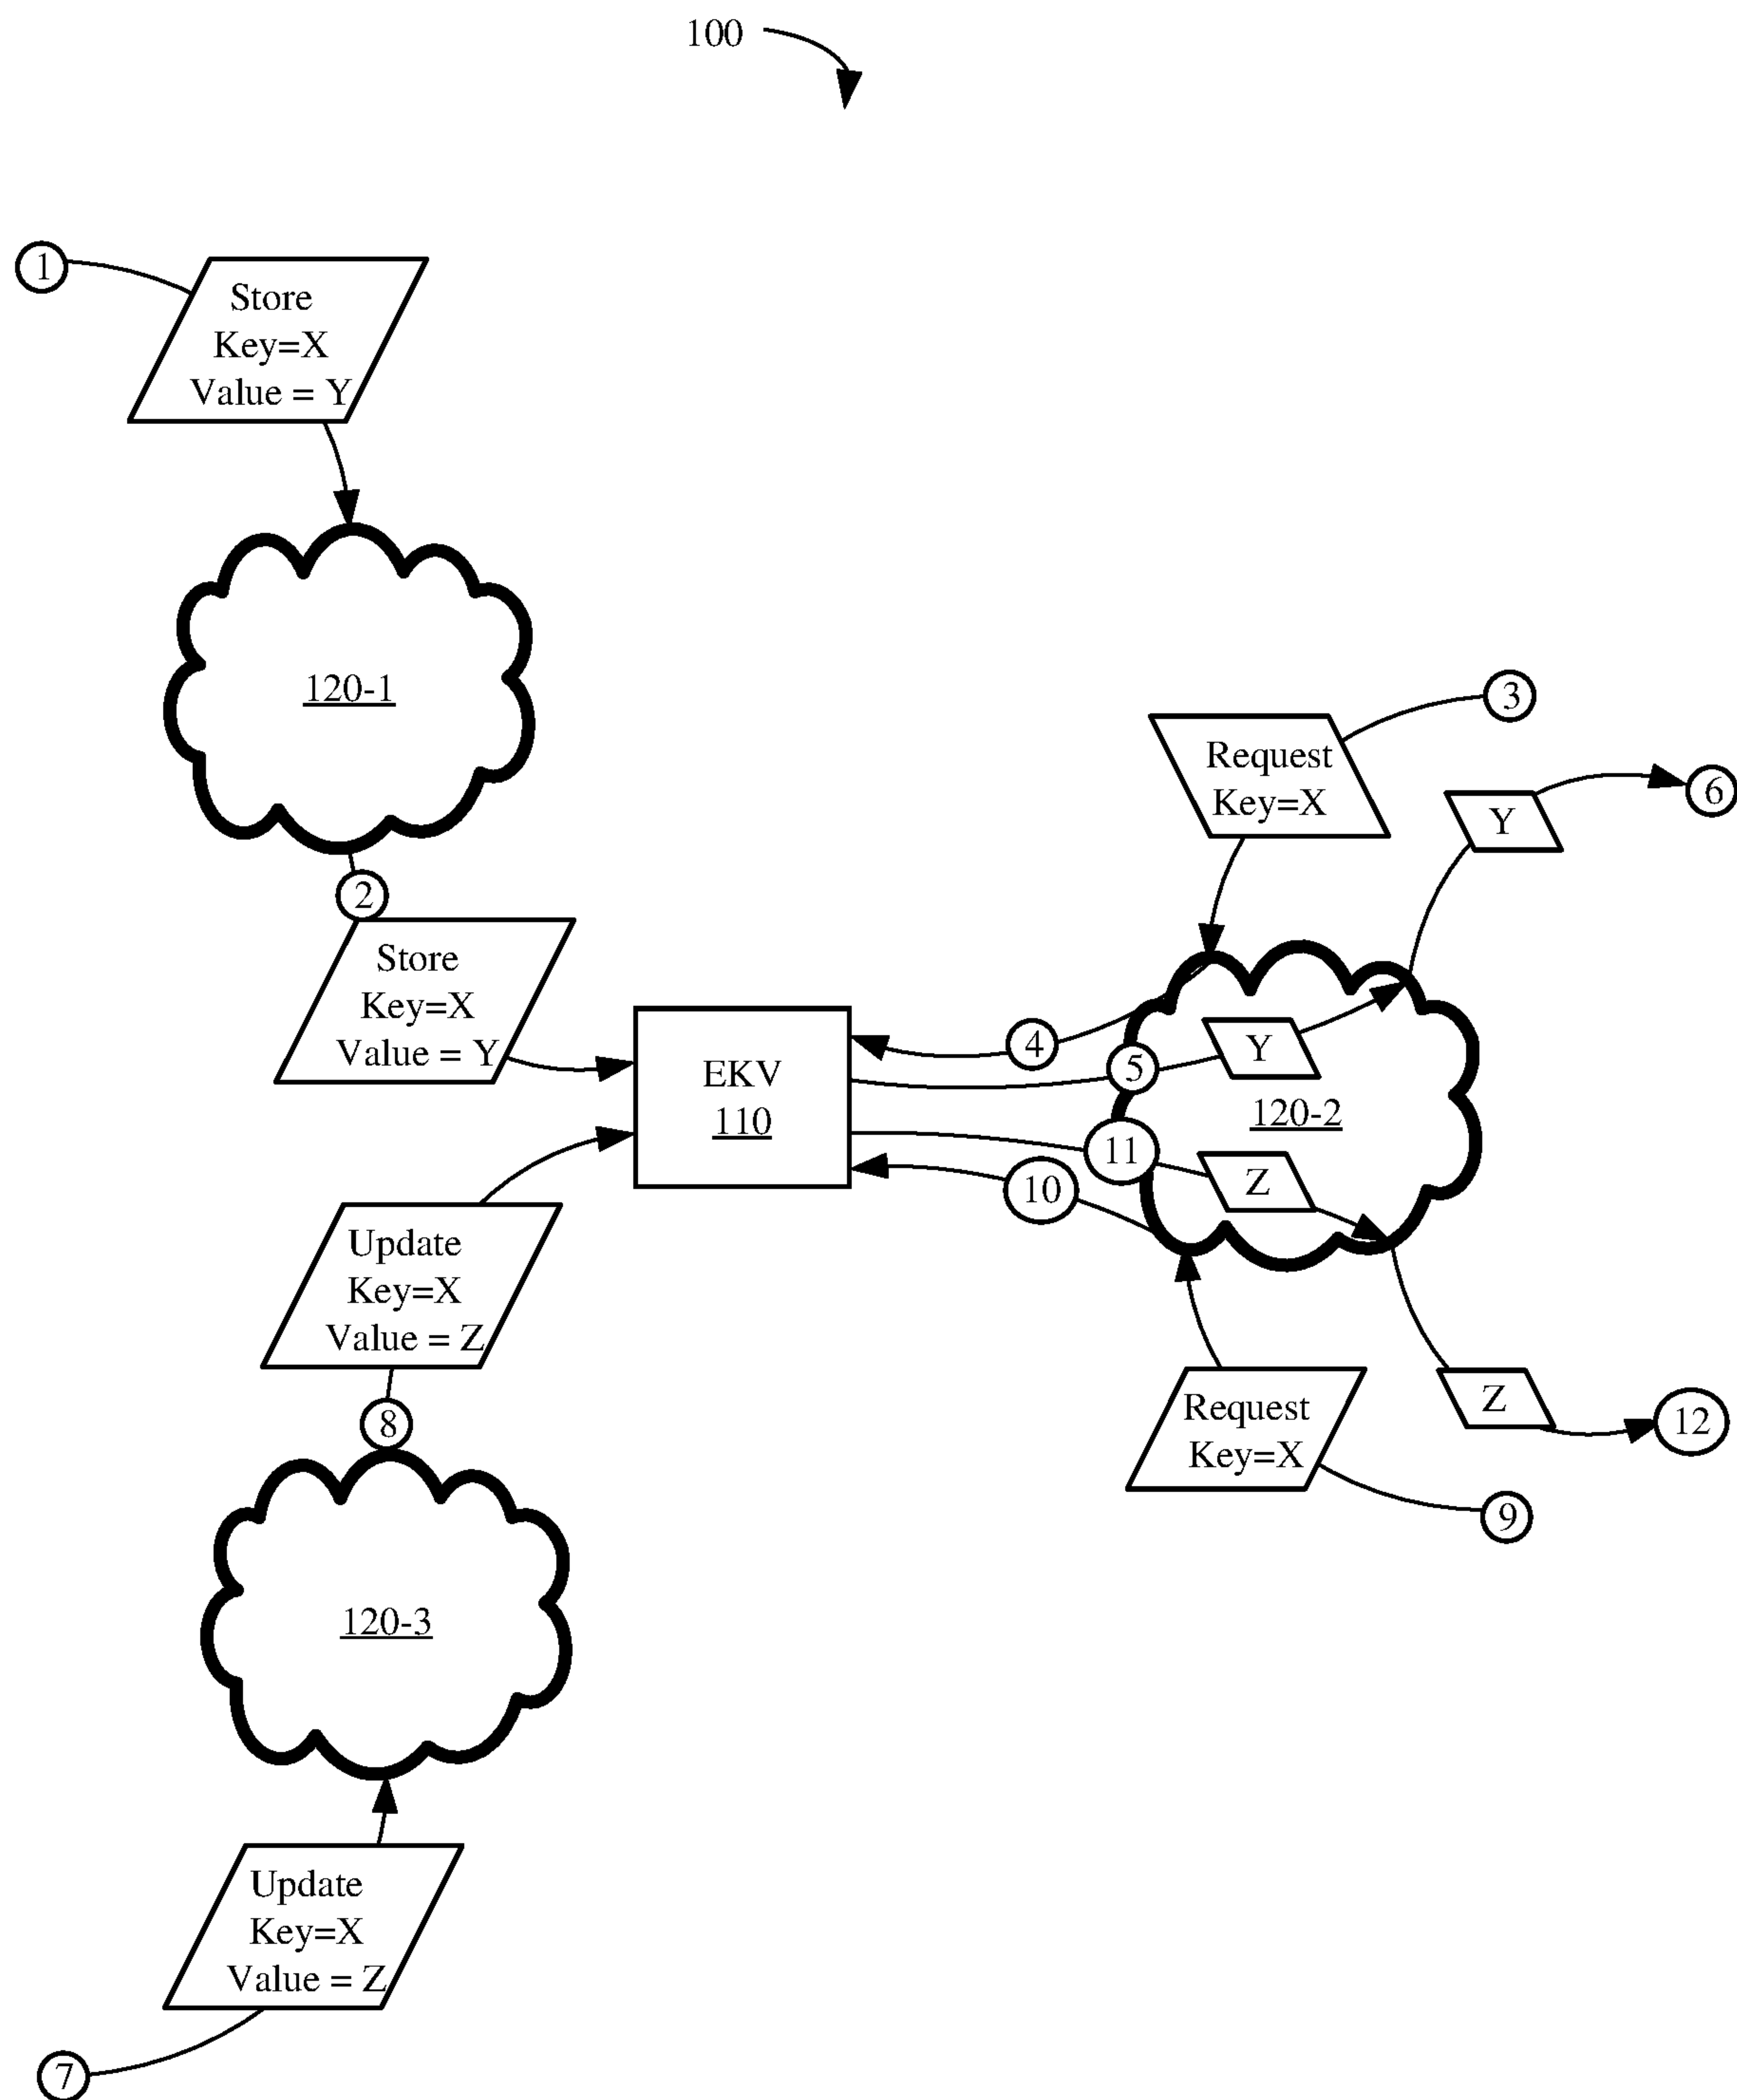 100
1
Store
Key=X
Value = Y
120-1
2
Store
Key=X
Value = Y
3
Request
Key=X
6
Y
4
5
Y
EKV
110
120-2
11
10
Z
Update
Key=X
Value = Z
8
Request
Key=X
Z
12
9
120-3
Update
Key=X
Value = Z
7